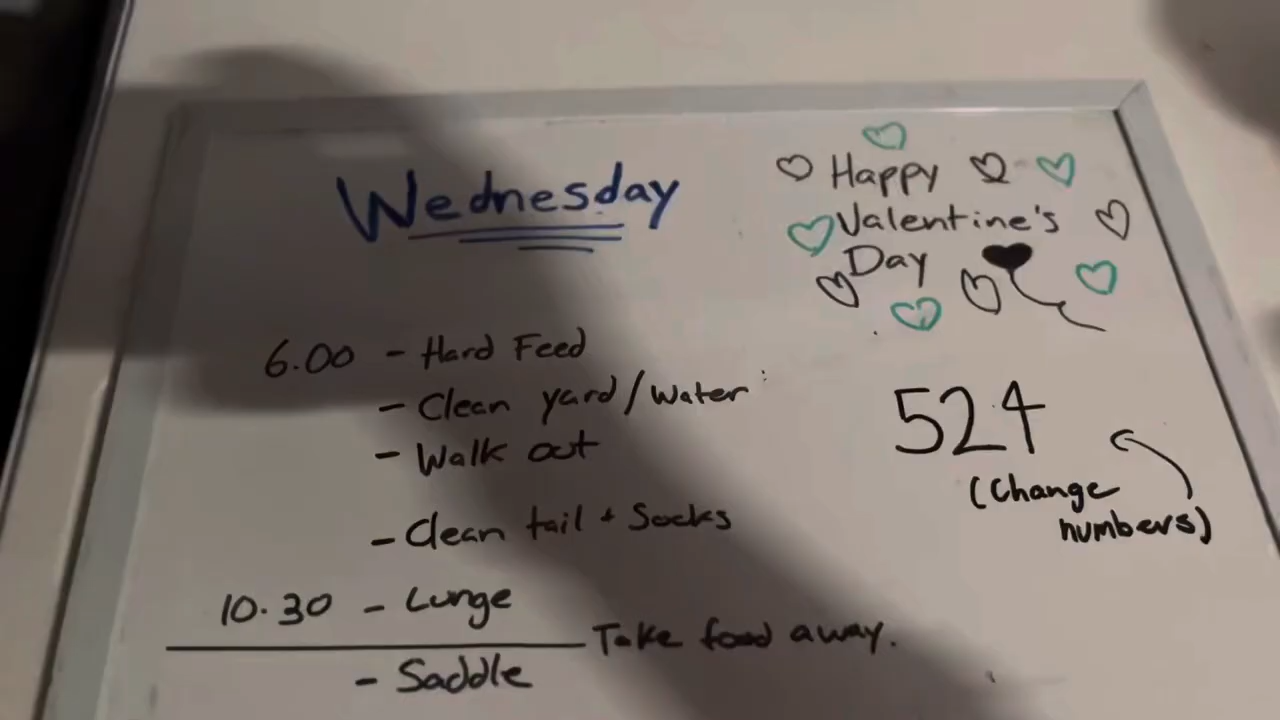 Wednesday
Happy
Valentine's
Day
6.00 - Hard Feed
- Clean yard/Water
- Walk out
- Clean tail + Socks
524
(Change
numbers)
10.30 - Lunge
Take food away.
- Saddle